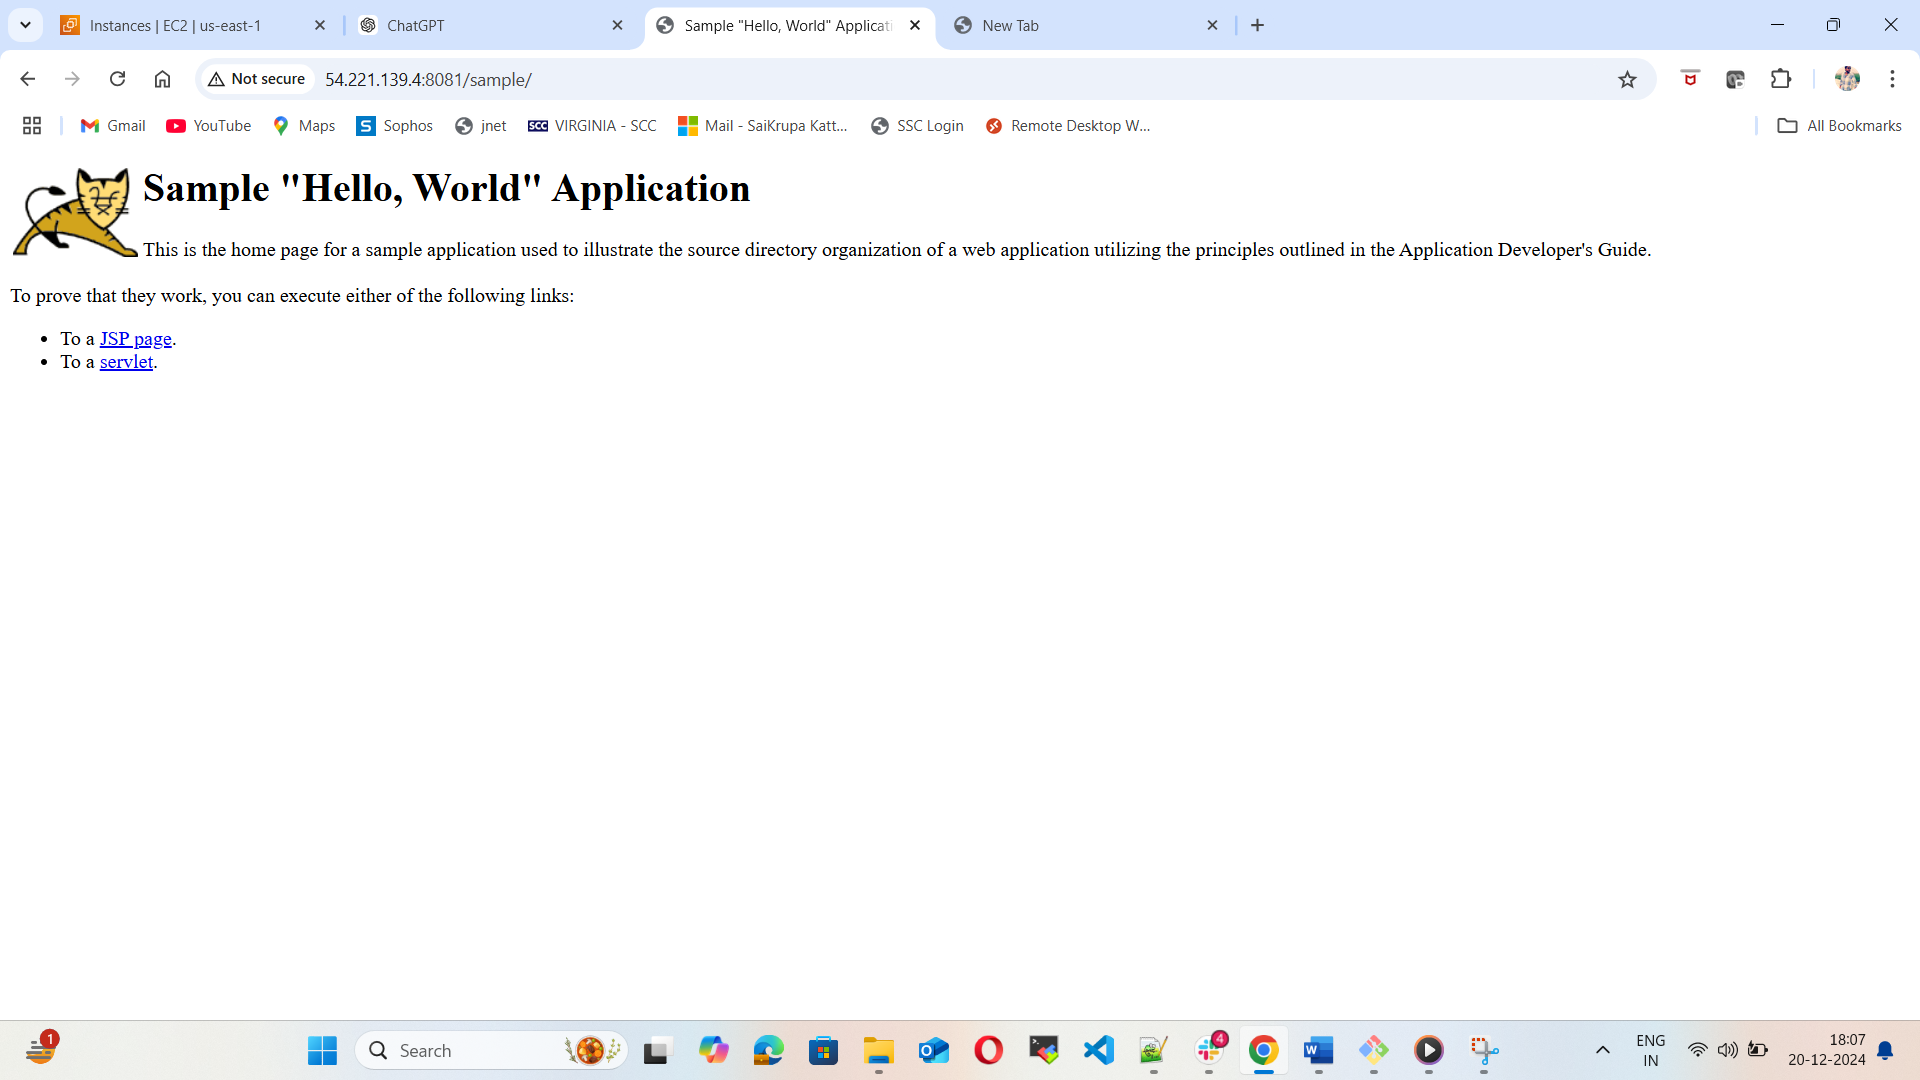 Instances | EC2 | us-east-1
ChatGPT
Sample "Hello, World" Applicati
New Tab
Not secure
54.221.139.4:8081/sample/
Gmail
YouTube
Maps
Sophos
jnet
SCC VIRGINIA - SCC
Mail - SaiKrupa Katt...
SSC Login
Remote Desktop W...
All Bookmarks
Sample "Hello, World" Application
This is the home page for a sample application used to illustrate the source directory organization of a web application utilizing the principles outlined in the Application Developer's Guide.
To prove that they work, you can execute either of the following links:
• To a JSP page.
• To a servlet.
1
Search
4
ENG
IN
18:07
20-12-2024